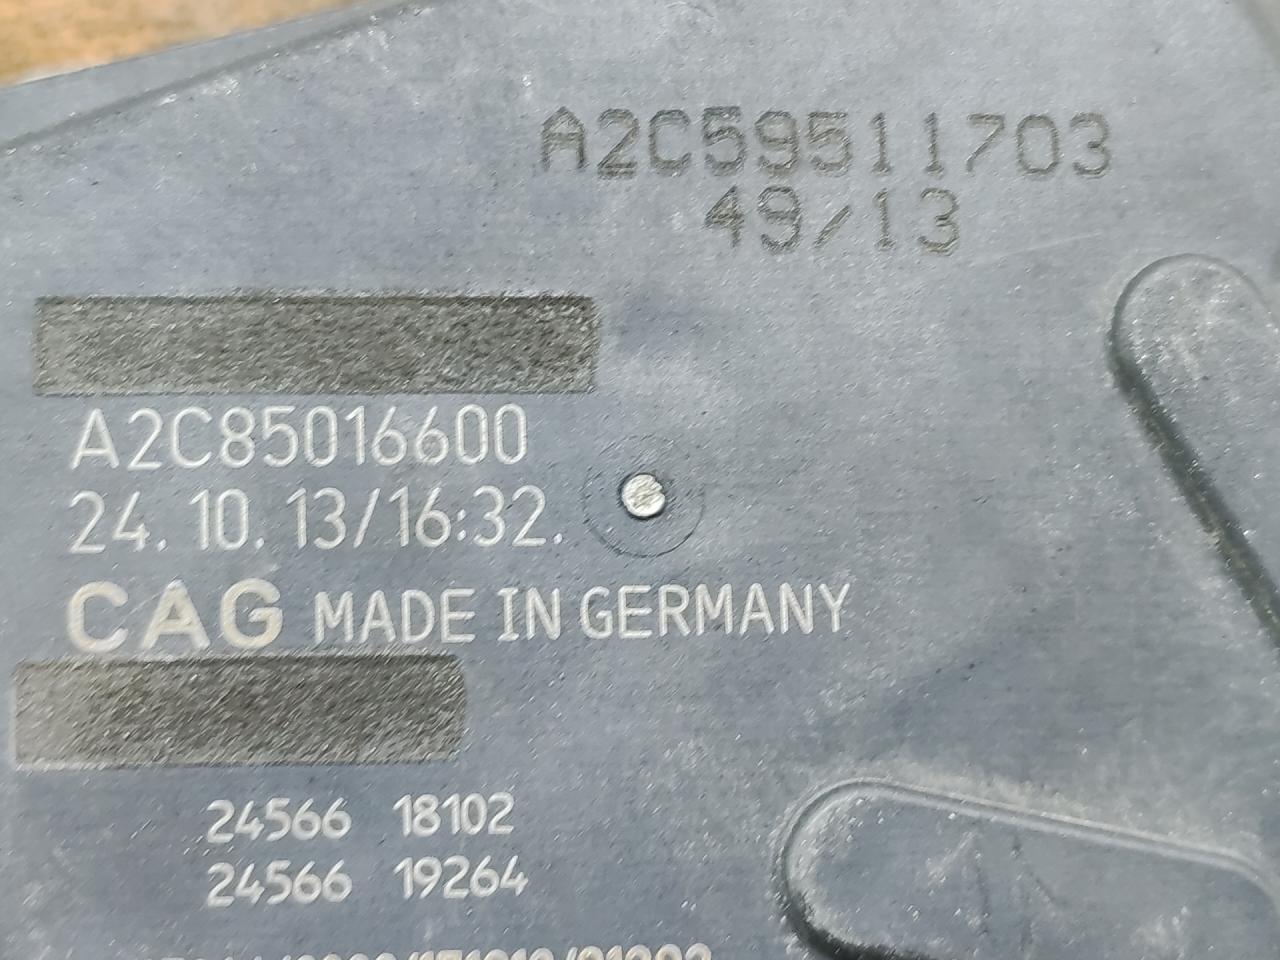 A2C59511703
49/13
A2C85016600
24.10.13/16:32.
CAG MADE IN GERMANY
24566 18102
24566 19264